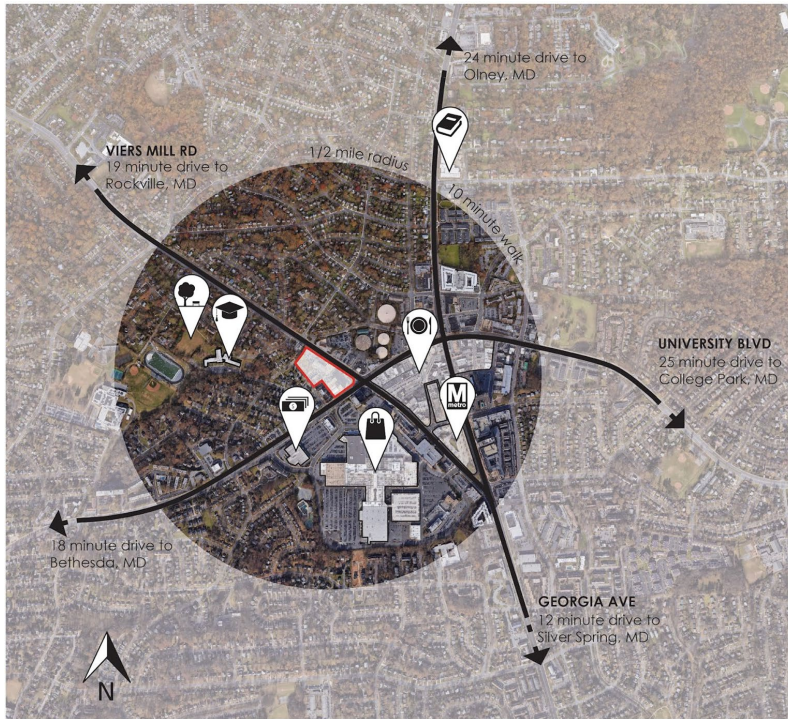 24 minute drive to
Olney, MD
VIERS MILL RD
19 minute drive to
Rockville, MD
1/2 mile radius
10 minute walk
UNIVERSITY BLVD
25 minute drive to
College Park, MD
M
metro
18 minute drive to
Bethesda, MD
GEORGIA AVE
12 minute drive to
Silver Spring, MD
N